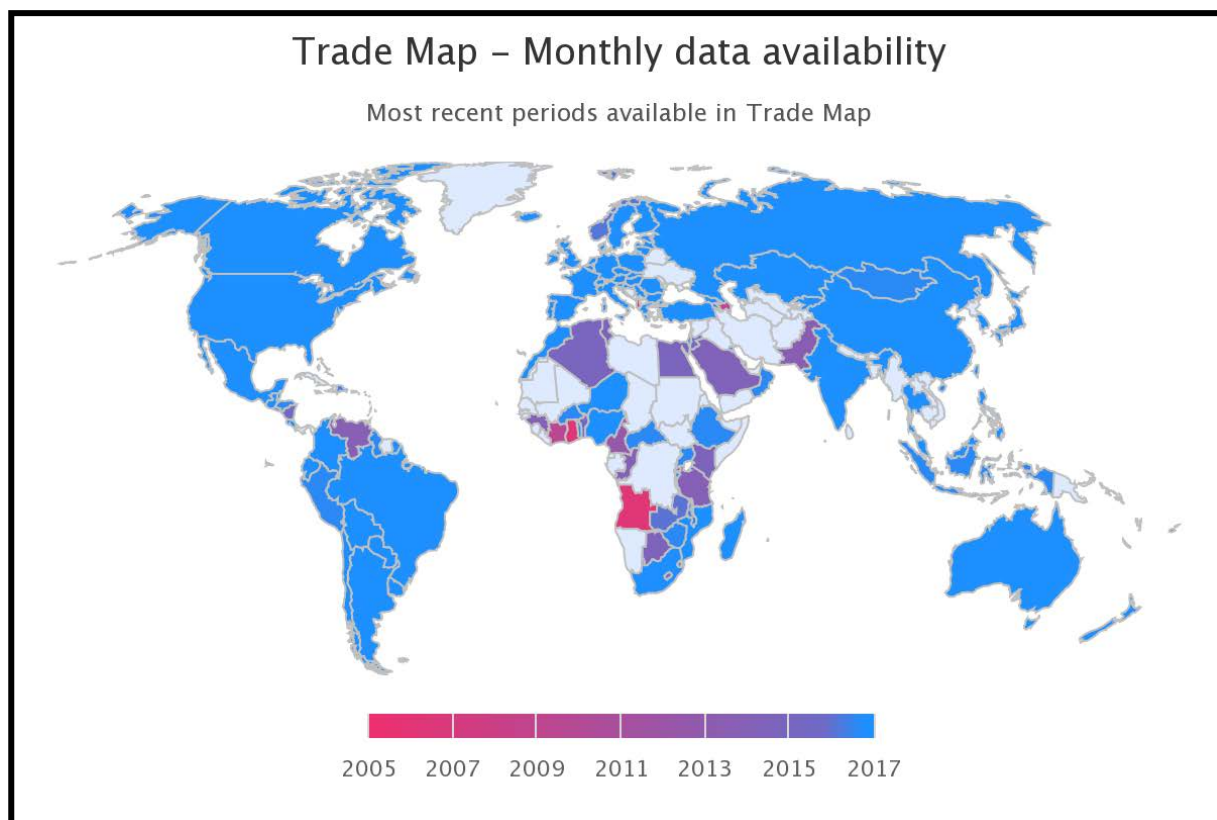 Trade Map – Monthly data availability
Most recent periods available in Trade Map
2005 2007 2009 2011 2013 2015 2017